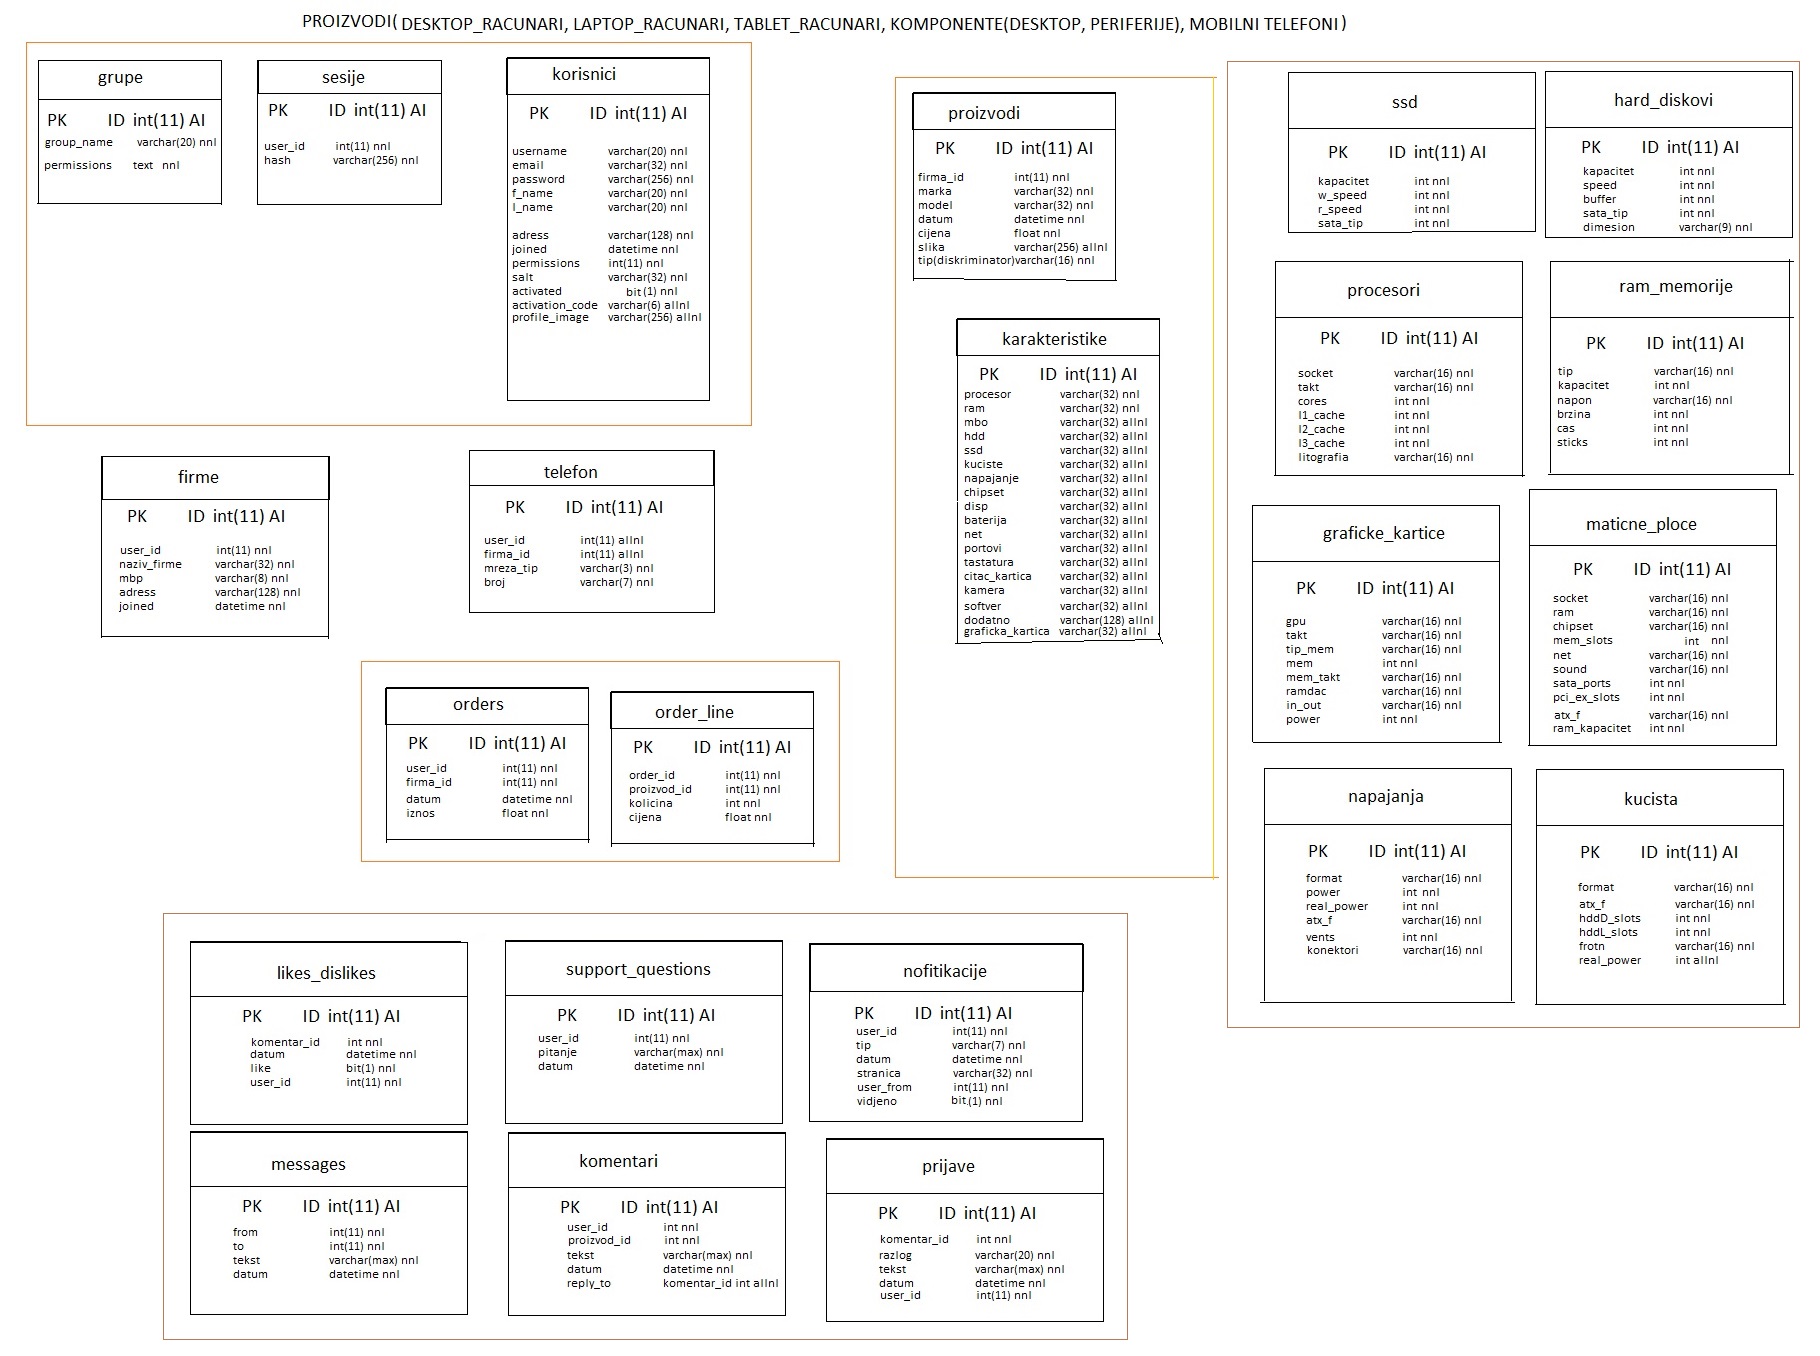 PROIZVODI( DESKTOP_RACUNARI, LAPTOP_RACUNARI, TABLET_RACUNARI, KOMPONENTE(DESKTOP, PERIFERIJE), MOBILNI TELEFONI )
grupe
PK ID int(11) AI
group_name varchar(20) nnl
permissions text nnl
sesije
PK ID int(11) AI
user_id int(11) nnl
hash varchar(256) nnl
korisnici
PK ID int(11) AI
username varchar(20) nnl
email varchar(32) nnl
password varchar(256) nnl
f_name varchar(20) nnl
l_name varchar(20) nnl
adress varchar(128) nnl
joined datetime nnl
permissions int(11) nnl
salt varchar(32) nnl
activated bit(1) nnl
activation_code varchar(6) allnl
profile_image varchar(256) allnl
firme
PK ID int(11) AI
user_id int(11) nnl
naziv_firme varchar(32) nnl
mbp varchar(8) nnl
adress varchar(128) nnl
joined datetime nnl
telefon
PK ID int(11) AI
user_id int(11) allnl
firma_id int(11) allnl
mreza_tip varchar(3) nnl
broj varchar(7) nnl
orders
PK ID int(11) AI
user_id int(11) nnl
firma_id int(11) nnl
datum datetime nnl
iznos float nnl
order_line
PK ID int(11) AI
order_id int(11) nnl
proizvod_id int(11) nnl
kolicina int nnl
cijena float nnl
proizvodi
PK ID int(11) AI
firma_id int(11) nnl
marka varchar(32) nnl
model varchar(32) nnl
datum datetime nnl
cijena float nnl
slika varchar(256) allnl
tip(diskriminator)varchar(16) nnl
karakteristike
PK ID int(11) AI
procesor varchar(32) nnl
ram varchar(32) nnl
mbo varchar(32) allnl
hdd varchar(32) allnl
ssd varchar(32) allnl
kuciste varchar(32) allnl
napajanje varchar(32) allnl
chipset varchar(32) allnl
disp varchar(32) allnl
baterija varchar(32) allnl
net varchar(32) allnl
portovi varchar(32) allnl
tastatura varchar(32) allnl
citac_kartica varchar(32) allnl
kamera varchar(32) allnl
softver varchar(32) allnl
dodatno varchar(128) allnl
graficka_kartica varchar(32) allnl
ssd
PK ID int(11) AI
kapacitet int nnl
w_speed int nnl
r_speed int nnl
sata_tip int nnl
hard_diskovi
PK ID int(11) AI
kapacitet int nnl
speed int nnl
buffer int nnl
sata_tip int nnl
dimesion varchar(9) nnl
procesori
PK ID int(11) AI
socket varchar(16) nnl
takt varchar(16) nnl
cores int nnl
l1_cache int nnl
l2_cache int nnl
l3_cache int nnl
litografia varchar(16) nnl
ram_memorije
PK ID int(11) AI
tip varchar(16) nnl
kapacitet int nnl
napon varchar(16) nnl
brzina int nnl
cas int nnl
sticks int nnl
graficke_kartice
PK ID int(11) AI
gpu varchar(16) nnl
takt varchar(16) nnl
tip_mem varchar(16) nnl
mem int nnl
mem_takt varchar(16) nnl
ramdac varchar(16) nnl
in_out varchar(16) nnl
power int nnl
maticne_ploce
PK ID int(11) AI
socket varchar(16) nnl
ram varchar(16) nnl
chipset varchar(16) nnl
mem_slots int nnl
net varchar(16) nnl
sound varchar(16) nnl
sata_ports int nnl
pci_ex_slots int nnl
atx_f varchar(16) nnl
ram_kapacitet int nnl
napajanja
PK ID int(11) AI
format varchar(16) nnl
power int nnl
real_power int nnl
atx_f varchar(16) nnl
vents int nnl
konektori varchar(16) nnl
kucista
PK ID int(11) AI
format varchar(16) nnl
atx_f varchar(16) nnl
hddD_slots int nnl
hddL_slots int nnl
frotn varchar(16) nnl
real_power int allnl
likes_dislikes
PK ID int(11) AI
komentar_id int nnl
datum datetime nnl
like bit(1) nnl
user_id int(11) nnl
support_questions
PK ID int(11) AI
user_id int(11) nnl
pitanje varchar(max) nnl
datum datetime nnl
nofitikacije
PK ID int(11) AI
user_id int(11) nnl
tip varchar(7) nnl
datum datetime nnl
stranica varchar(32) nnl
user_from int(11) nnl
vidjeno bit(1) nnl
messages
PK ID int(11) AI
from int(11) nnl
to int(11) nnl
tekst varchar(max) nnl
datum datetime nnl
komentari
PK ID int(11) AI
user_id int nnl
proizvod_id int nnl
tekst varchar(max) nnl
datum datetime nnl
reply_to komentar_id int allnl
prijave
PK ID int(11) AI
komentar_id int nnl
razlog varchar(20) nnl
tekst varchar(max) nnl
datum datetime nnl
user_id int(11) nnl